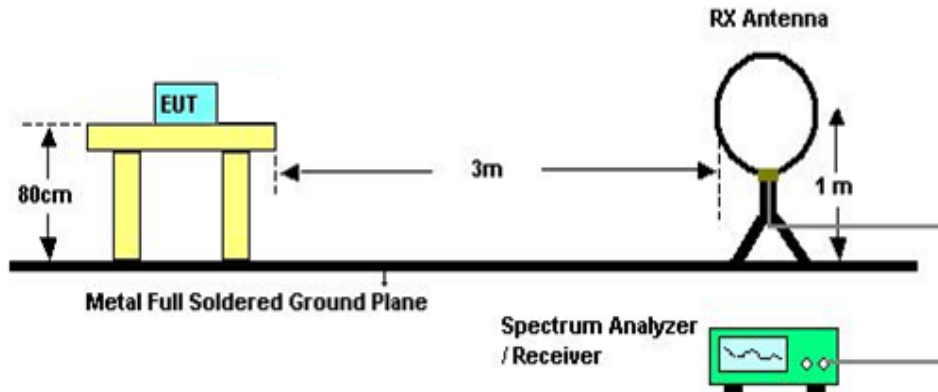 RX Antenna
EUT
3m
80cm
1 m
Metal Full Soldered Ground Plane
Spectrum Analyzer
/ Receiver